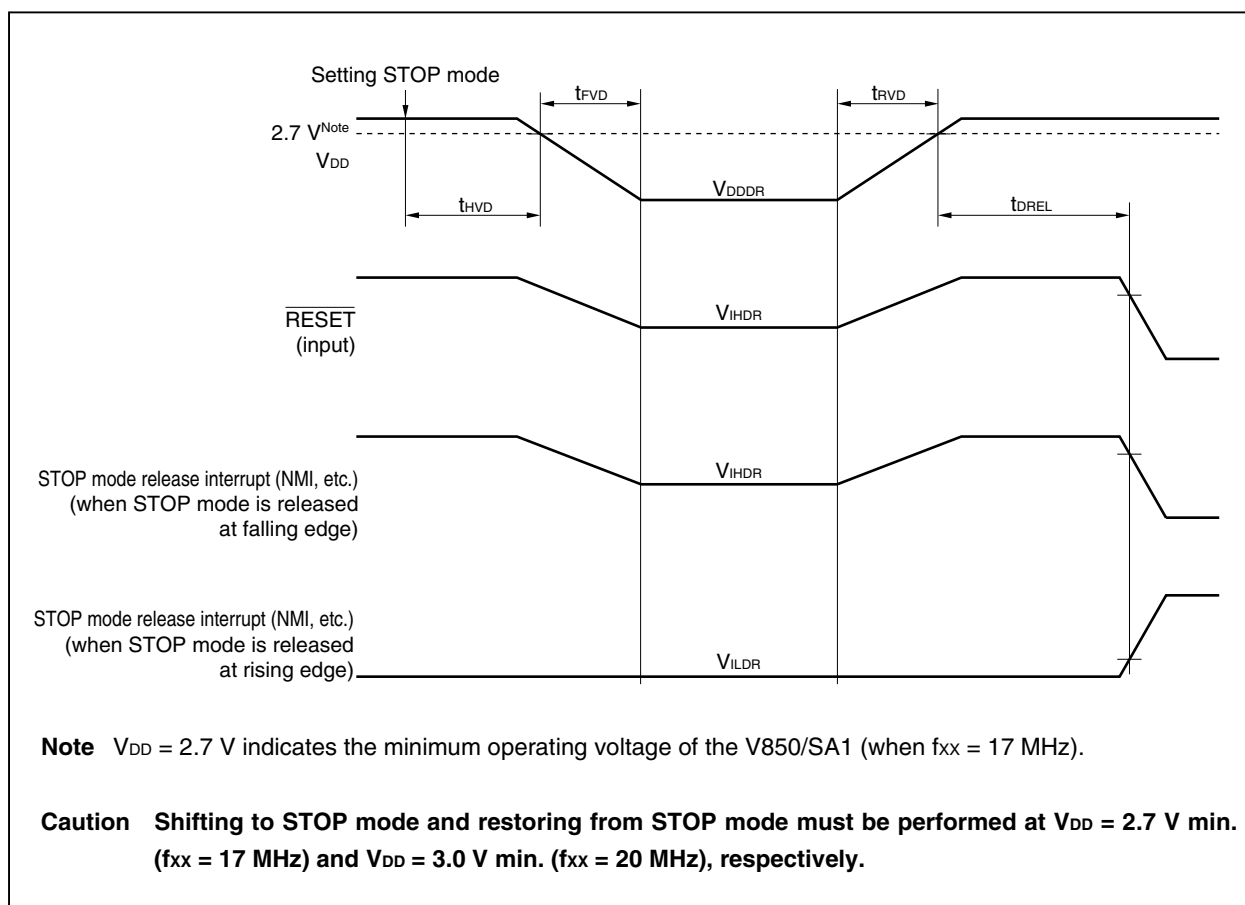 Setting STOP mode
tFVD
tRVD
2.7 VNote
VDD
VDDDR
tHVD
tDREL
RESET
(input)
VIHDR
STOP mode release interrupt (NMI, etc.)
(when STOP mode is released
at falling edge)
VIHDR
STOP mode release interrupt (NMI, etc.)
(when STOP mode is released
at rising edge)
VILDR
Note VDD = 2.7 V indicates the minimum operating voltage of the V850/SA1 (when fxx = 17 MHz).
Caution Shifting to STOP mode and restoring from STOP mode must be performed at VDD = 2.7 V min.
(fxx = 17 MHz) and VDD = 3.0 V min. (fxx = 20 MHz), respectively.